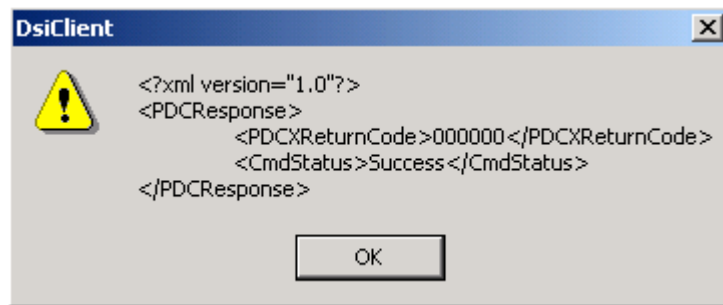 DsiClient
<?xml version="1.0"?>
<PDCResponse>
<PDCXReturnCode>000000</PDCXReturnCode>
<CmdStatus>Success</CmdStatus>
</PDCResponse>
OK